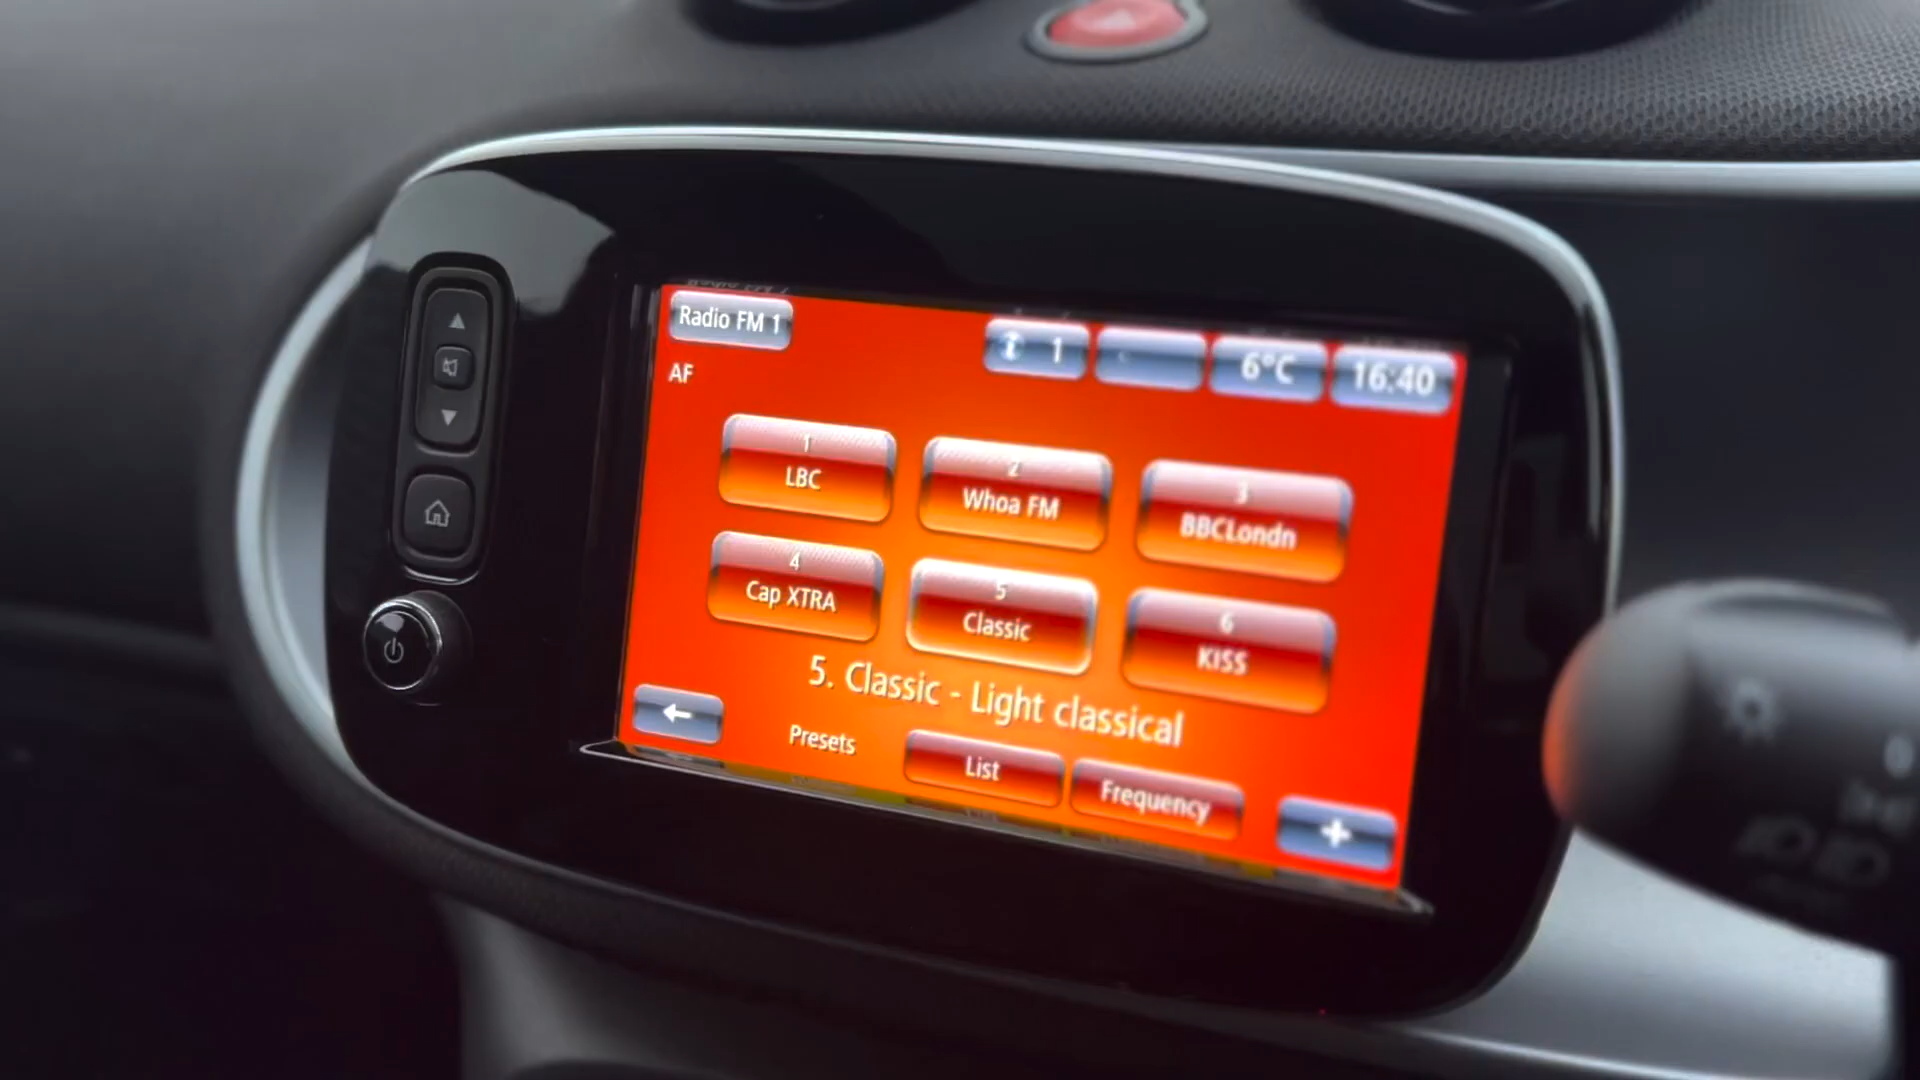 Radio FM 1
1
6°C
16:40
AF
1
LBC
2
Whoa FM
3
BBCLondn
4
Cap XTRA
5
Classic
6
KISS
5. Classic - Light classical
Presets
List
Frequency